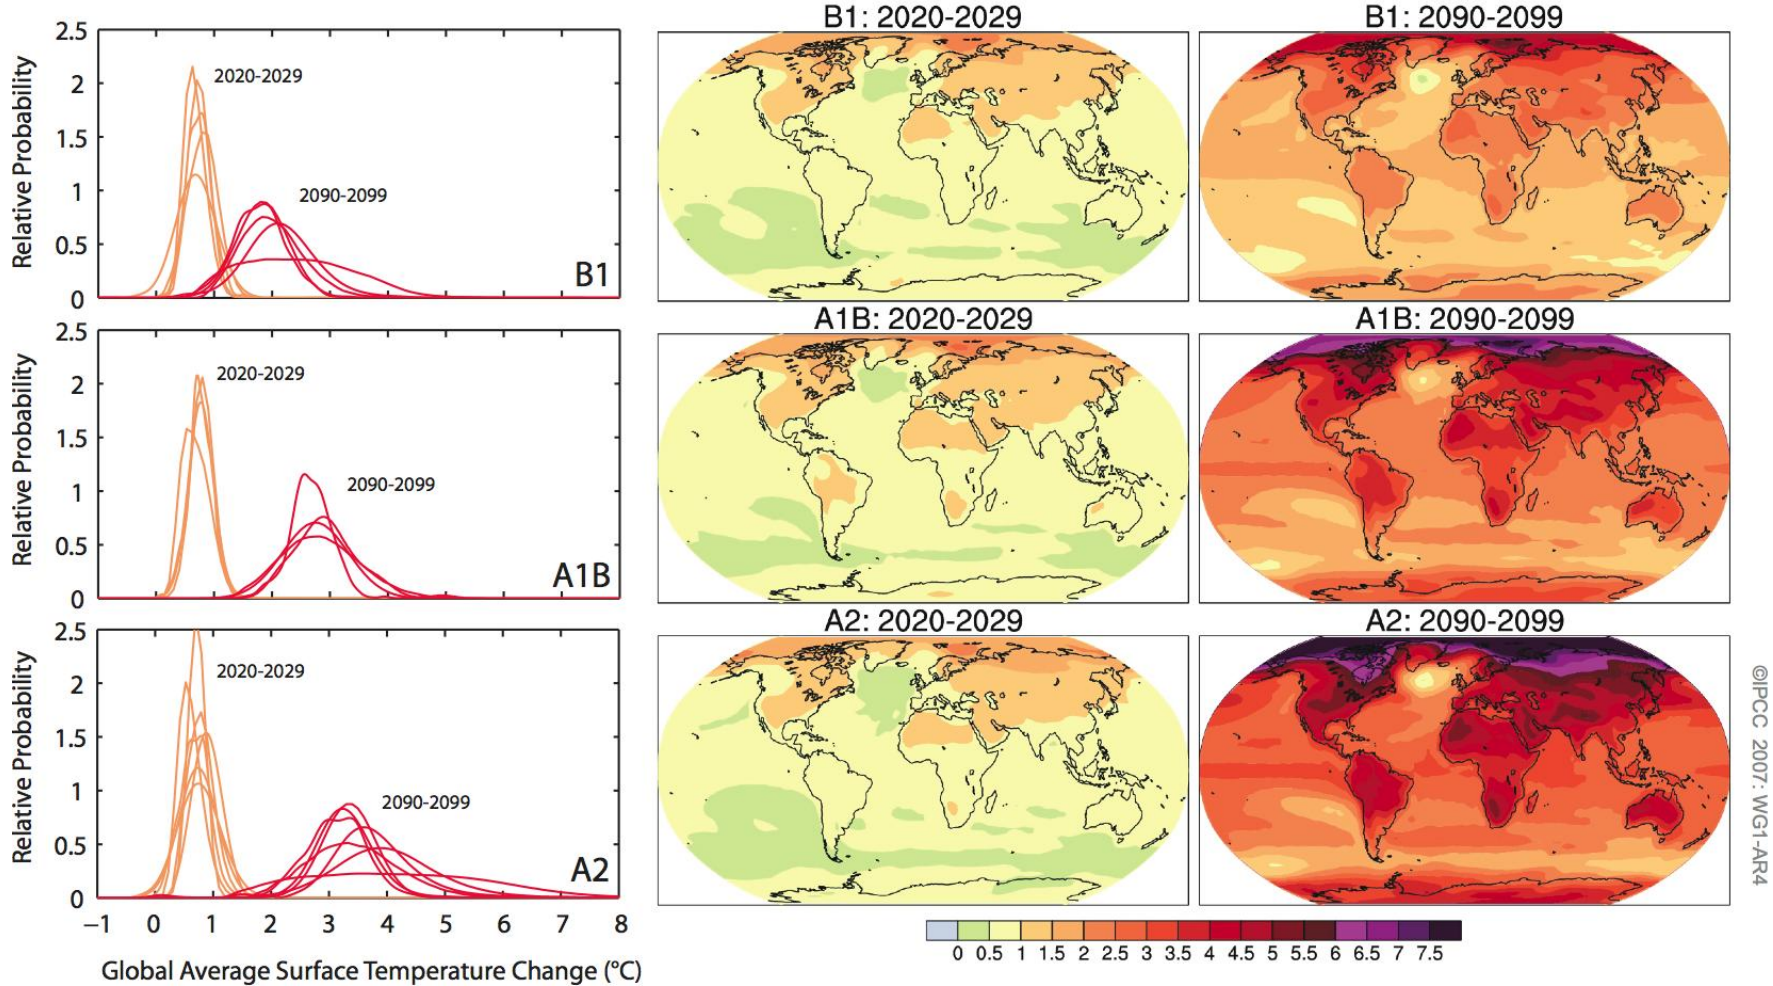 B1: 2020-2029
B1: 2090-2099
2.5
2
1.5
1
0.5
0
Relative Probability
2020-2029
2090-2099
B1
A1B: 2020-2029
A1B: 2090-2099
2.5
2
1.5
1
0.5
0
Relative Probability
2020-2029
2090-2099
A1B
A2: 2020-2029
A2: 2090-2099
2.5
2
1.5
1
0.5
0
Relative Probability
2020-2029
2090-2099
A2
−1 0 1 2 3 4 5 6 7 8
Global Average Surface Temperature Change (°C)
0 0.5 1 1.5 2 2.5 3 3.5 4 4.5 5 5.5 6 6.5 7 7.5
©IPCC 2007: WG1-AR4